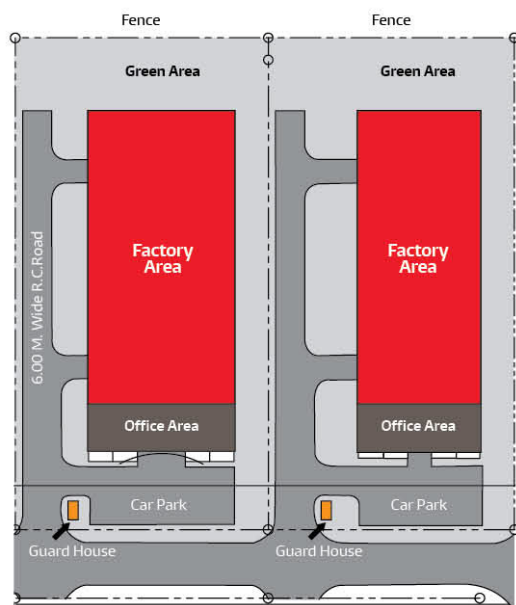 Fence
Fence
Green Area
Green Area
Factory
Area
Factory
Area
6.00 M. Wide R.C.Road
Office Area
Office Area
Car Park
Car Park
Guard House
Guard House